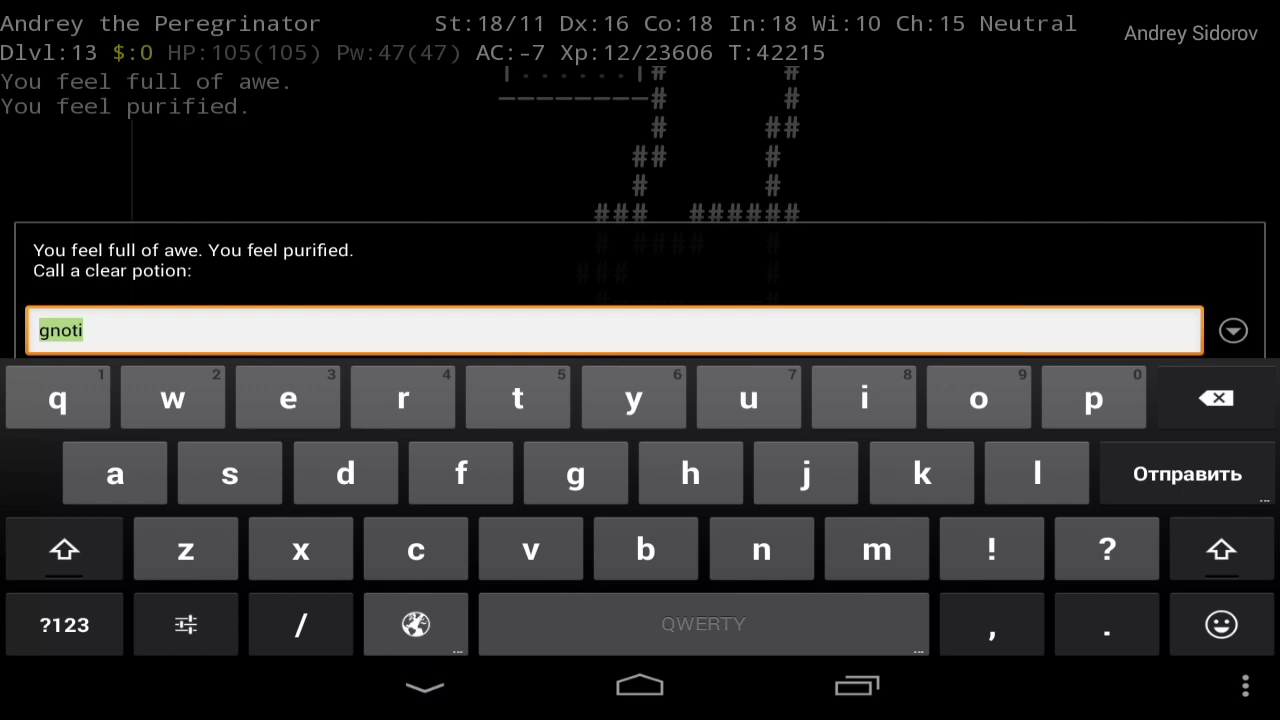 Andrey the Peregrinator St:18/11 Dx:16 Co:18 In:18 Wi:10 Ch:15 Neutral
Andrey Sidorov
Dlvl:13 $:0 HP:105(105) Pw:47(47) AC:-7 Xp:12/23606 T:42215
You feel full of awe.
You feel purified.
You feel full of awe. You feel purified.
Call a clear potion:
gnoti
q 1 w 2 e 3 r 4 t 5 y 6 u 7 i 8 o 9 p 0
a s d f g h j k l Отправить ...
z x c v b n m ! ?
?123 / ... QWERTY ... , .